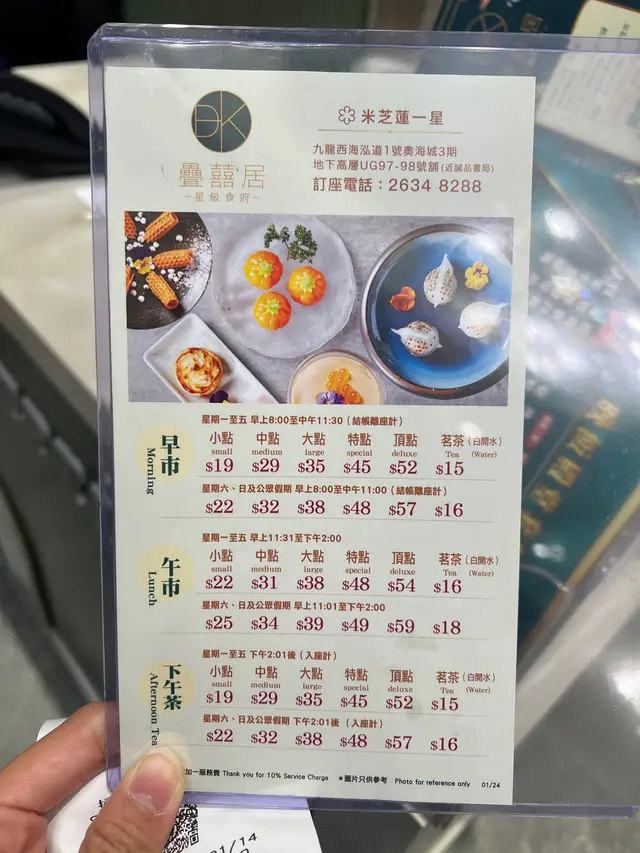 DK
疊囍居
~星級食府~
米芝蓮一星
九龍西海泓道1號奧海城3期
地下高層UG97-98號舖(近誠品書局)
訂座電話：2634 8288
早市
Morning
星期一至五 早上8:00至中午11:30(結帳離座計)
小點 中點 大點 特點 頂點 茗茶(白開水)
small medium large special deluxe Tea (Water)
$19 $29 $35 $45 $52 $15
星期六、日及公眾假期 早上8:00至中午11:00(結帳離座計)
$22 $32 $38 $48 $57 $16
午市
Lunch
星期一至五 早上11:31至下午2:00
小點 中點 大點 特點 頂點 茗茶(白開水)
small medium large special deluxe Tea (Water)
$22 $31 $38 $48 $54 $16
星期六、日及公眾假期 早上11:01至下午2:00
$25 $34 $39 $49 $59 $18
下午茶
Afternoon Tea
星期一至五 下午2:01後(入座計)
小點 中點 大點 特點 頂點 茗茶(白開水)
small medium large special deluxe Tea (Water)
$19 $29 $35 $45 $52 $15
星期六、日及公眾假期 下午2:01後 (入座計)
$22 $32 $38 $48 $57 $16
加一服務費 Thank you for 10% Service Charge *圖片只供參考 Photo for reference only 01/24